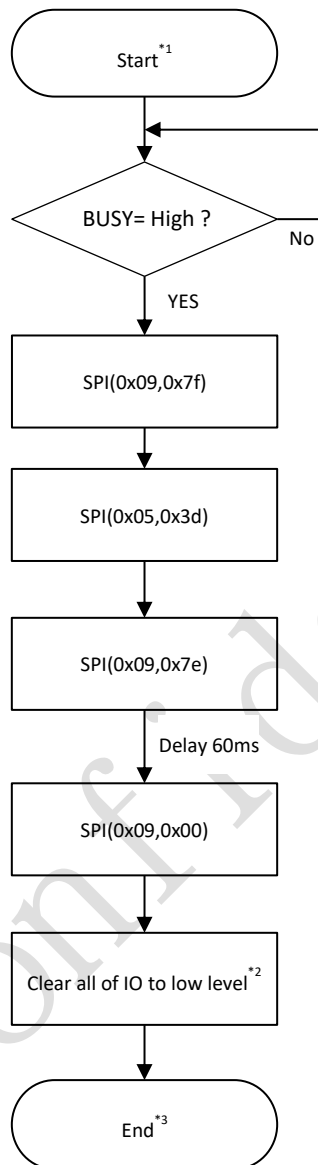 Start*1
BUSY= High ?
No
YES
SPI(0x09,0x7f)
SPI(0x05,0x3d)
SPI(0x09,0x7e)
Delay 60ms
SPI(0x09,0x00)
Clear all of IO to low level*2
End*3
onfid